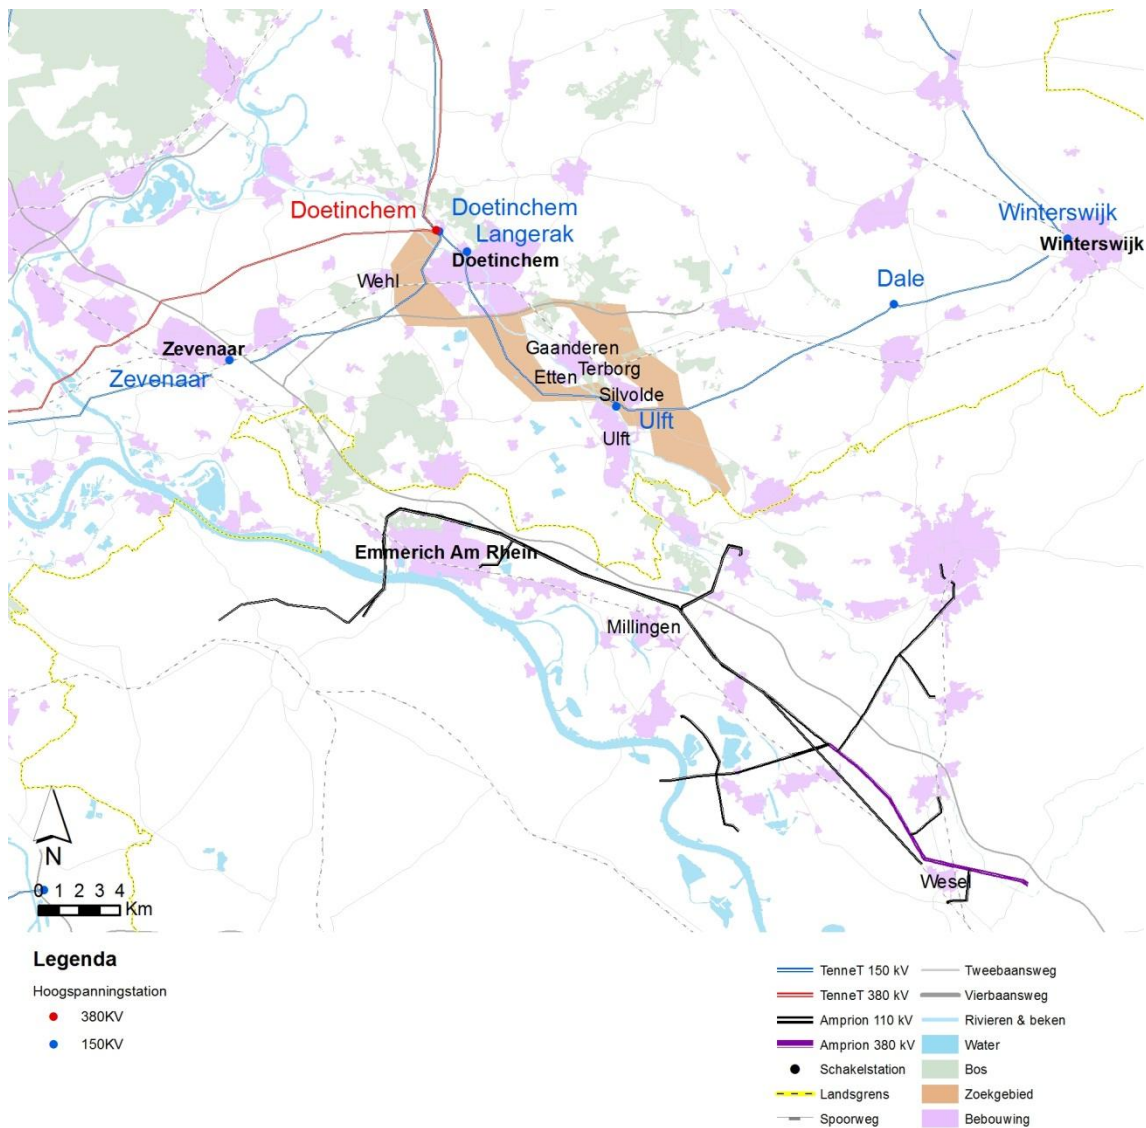 Doetinchem
Doetinchem
Langerak
Doetinchem
Winterswijk
Winterswijk
Wehl
Dale
Zevenaar
Zevenaar
Gaanderen
Terborg
Etten
Silvolde
Ulft
Ulft
Emmerich Am Rhein
Millingen
Wesel
N
0 1 2 3 4
Km
Legenda
Hoogspanningstation
380KV
150KV
TenneT 150 kV
TenneT 380 kV
Amprion 110 kV
Amprion 380 kV
Schakelstation
Landsgrens
Spoorweg
Tweebaansweg
Vierbaansweg
Rivieren & beken
Water
Bos
Zoekgebied
Bebouwing